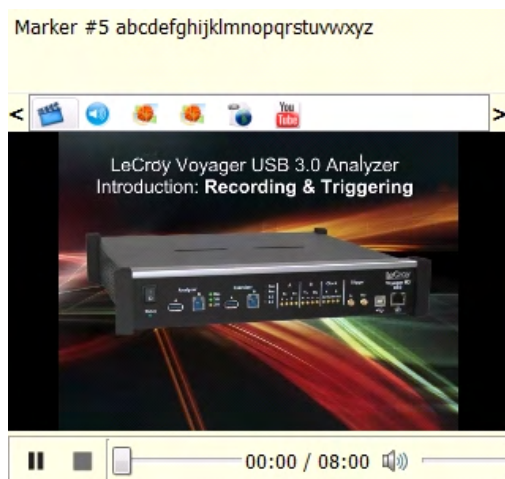 Marker #5 abcdefghijklmnopqrstuvwxyz
< >
You
Tube
LeCroy Voyager USB 3.0 Analyzer
Introduction: Recording & Triggering
LeCroy
00:00 / 08:00